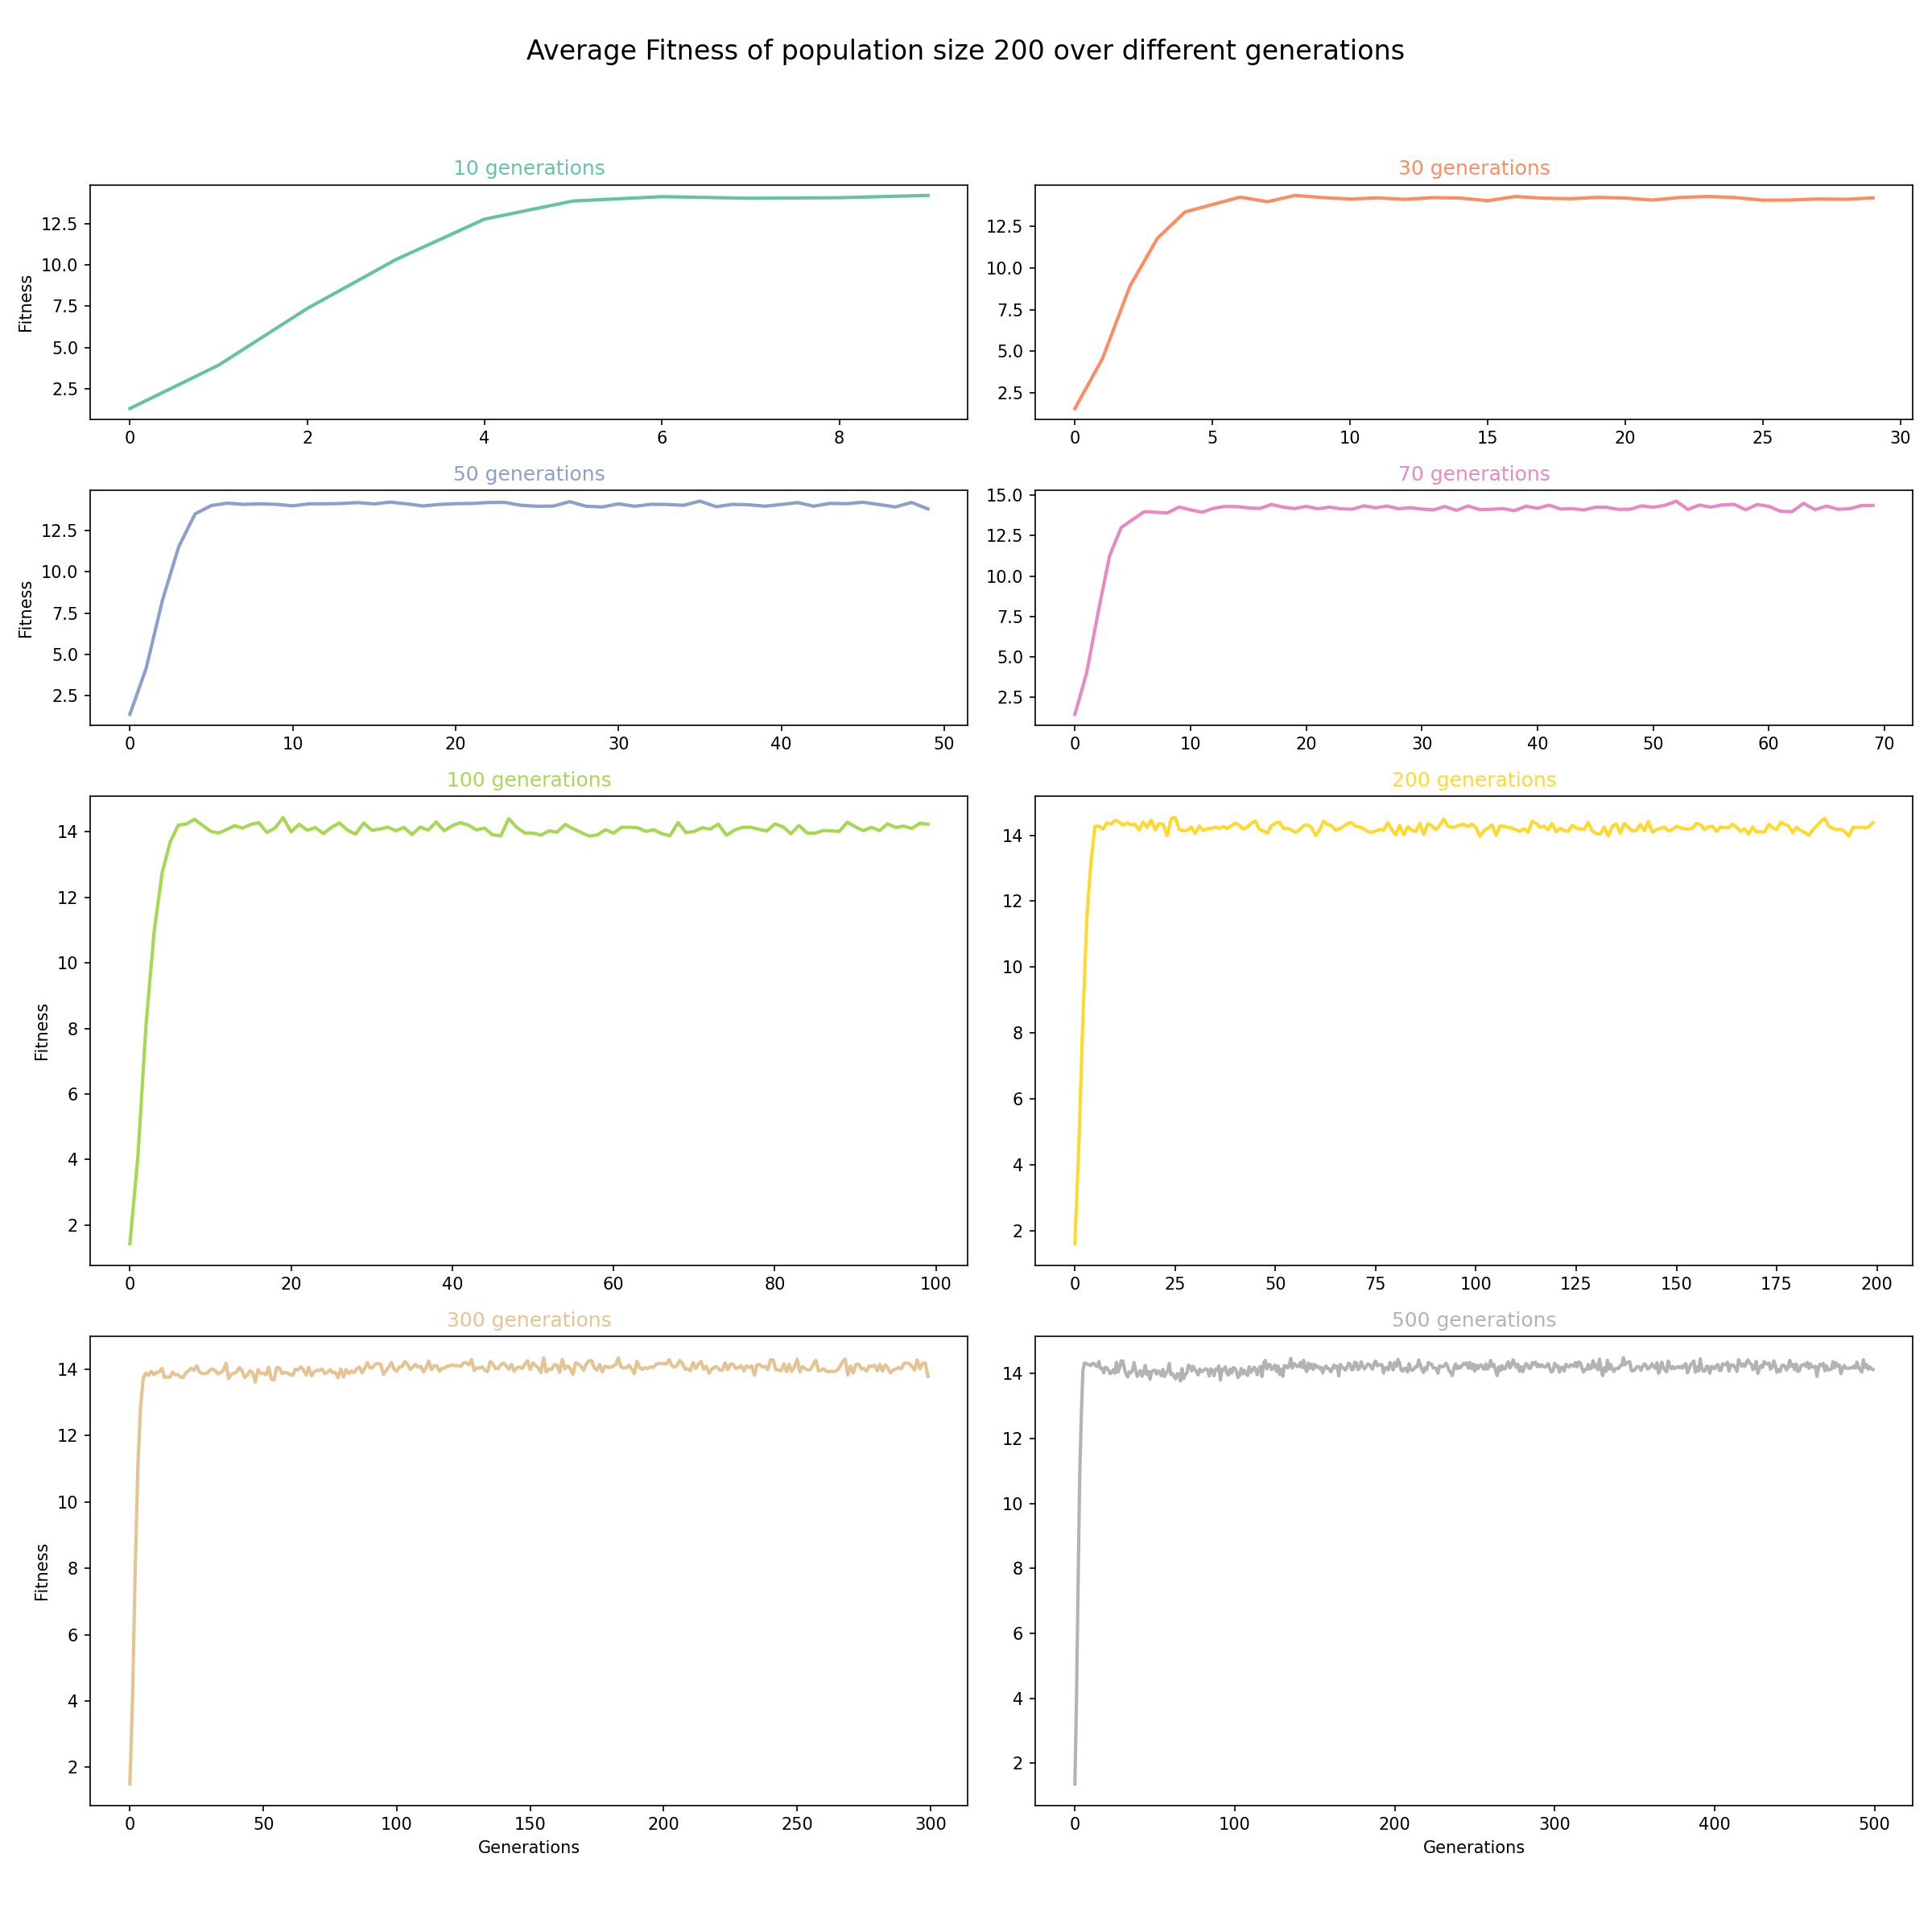 Average Fitness of population size 200 over different generations
10 generations
Fitness
12.5
10.0
7.5
5.0
2.5
0 2 4 6 8
30 generations
12.5
10.0
7.5
5.0
2.5
0 5 10 15 20 25 30
50 generations
Fitness
12.5
10.0
7.5
5.0
2.5
0 10 20 30 40 50
70 generations
15.0
12.5
10.0
7.5
5.0
2.5
0 10 20 30 40 50 60 70
100 generations
Fitness
14
12
10
8
6
4
2
0 20 40 60 80 100
200 generations
14
12
10
8
6
4
2
0 25 50 75 100 125 150 175 200
300 generations
Fitness
14
12
10
8
6
4
2
0 50 100 150 200 250 300
Generations
500 generations
14
12
10
8
6
4
2
0 100 200 300 400 500
Generations